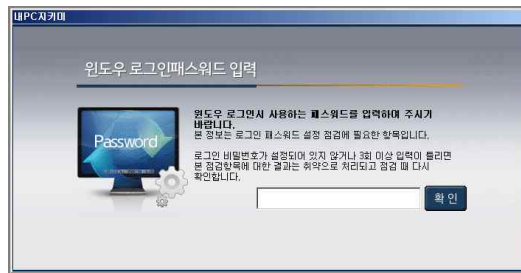 내PC지키미
윈도우 로그인패스워드 입력
Password
윈도우 로그인시 사용하는 패스워드를 입력하여 주시기
바랍니다.
본 정보는 로그인 패스워드 설정 점검에 필요한 항목입니다.
로그인 비밀번호가 설정되어 있지 않거나 3회 이상 입력이 틀리면
본 점검항목에 대한 결과는 취약으로 처리되고 점검 때 다시
확인합니다.
확 인